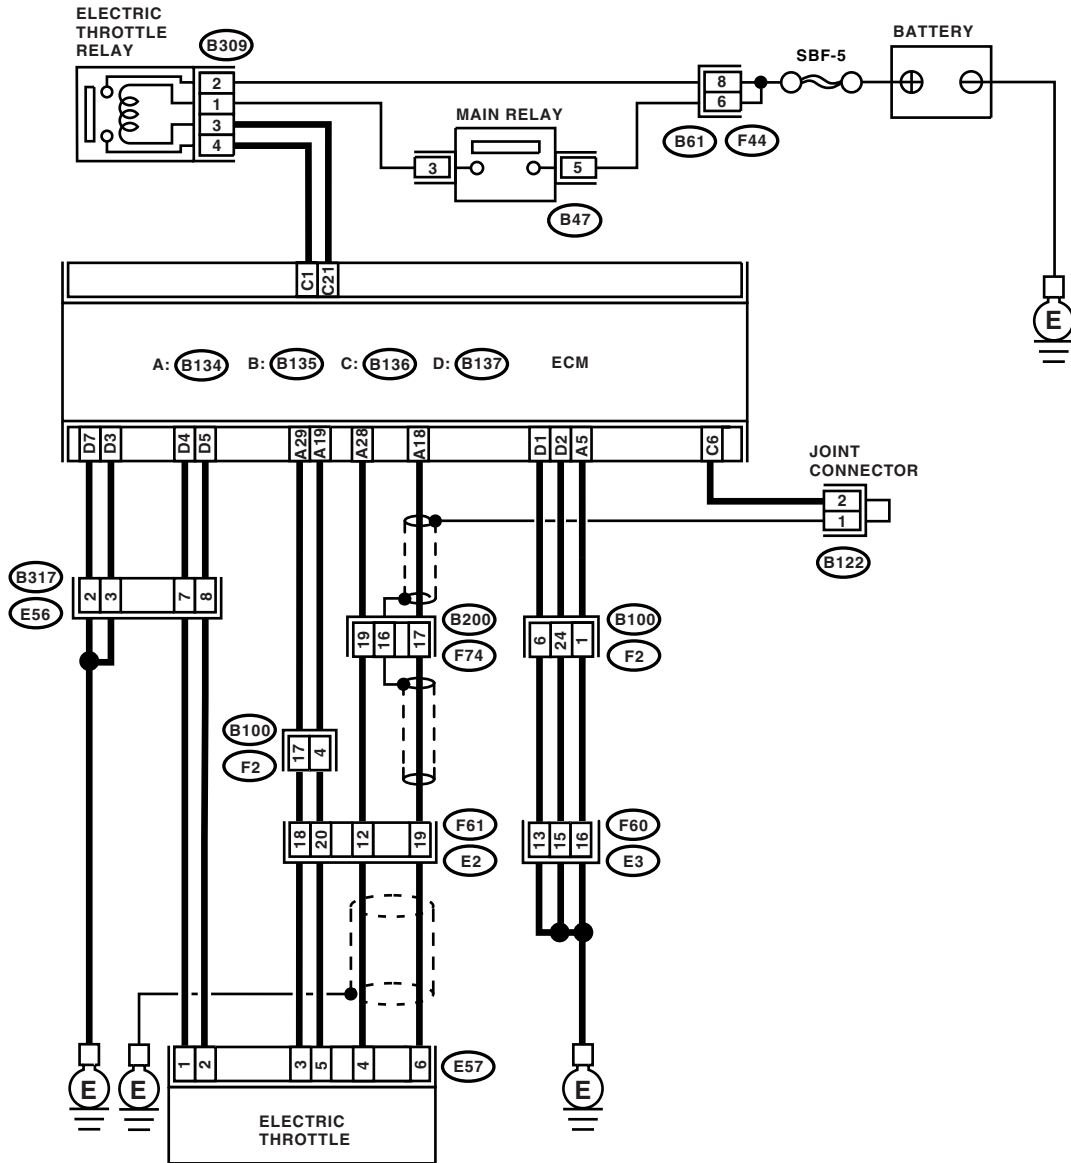 ELECTRIC
THROTTLE
RELAY
B309
2
1
3
4
MAIN RELAY
3
5
B47
8
6
B61 F44
SBF-5
BATTERY
E
C1 C21
A: B134 B: B135 C: B136 D: B137 ECM
D7 D3 D4 D5 A29 A19 A28 A18 D1 D2 A5 C6
JOINT
CONNECTOR
2
1
B122
B317
E56
2 3 7 8
19 16 17
B200
F74
6 24 1
B100
F2
B100
F2
17 4
18 20 12 19
F61
E2
13 15 16
F60
E3
E E E
1 2 3 5 4 6
E57
ELECTRIC
THROTTLE